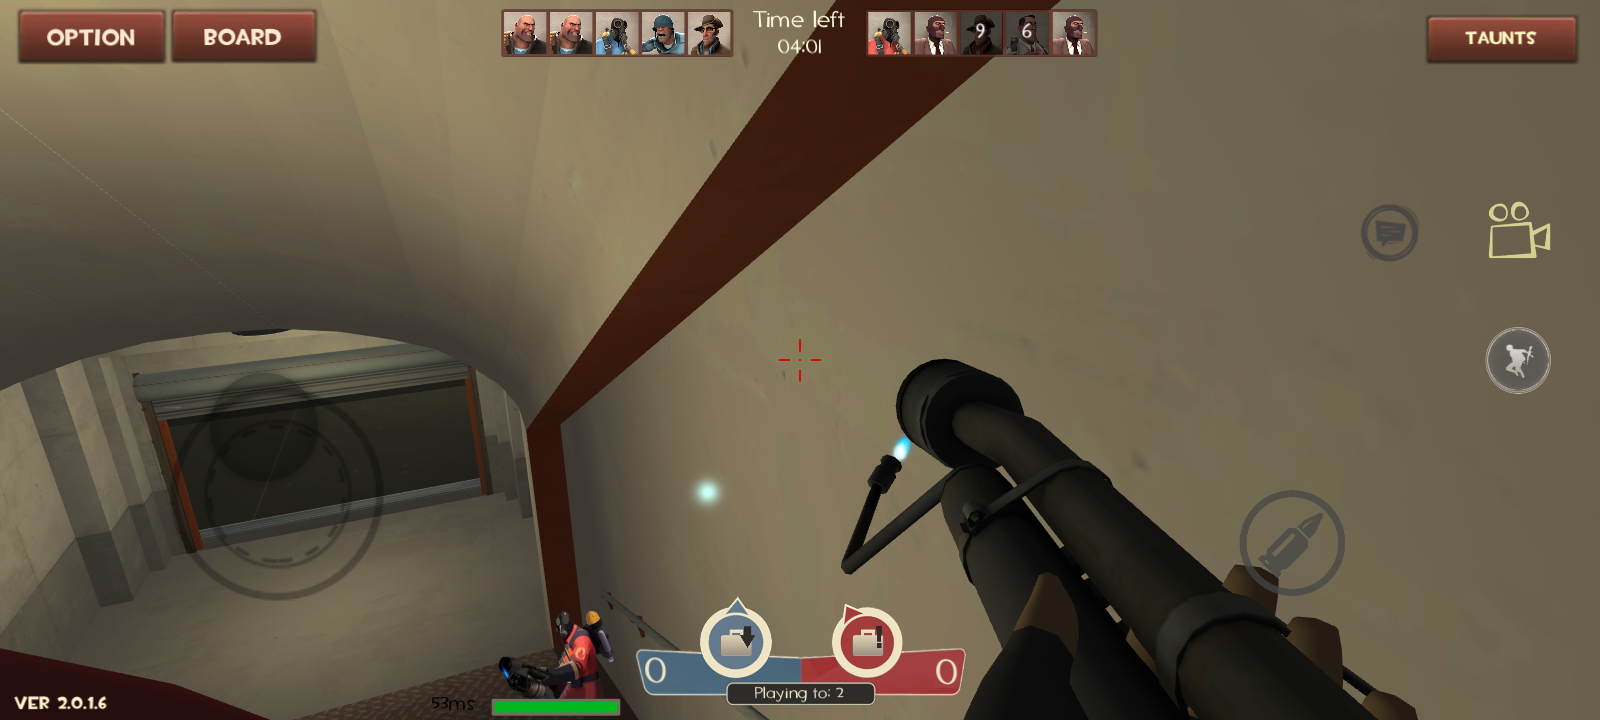 OPTION
BOARD
Time left
04:01
9
6
TAUNTS
0
0
Playing to: 2
VER 2.0.1.6
53ms